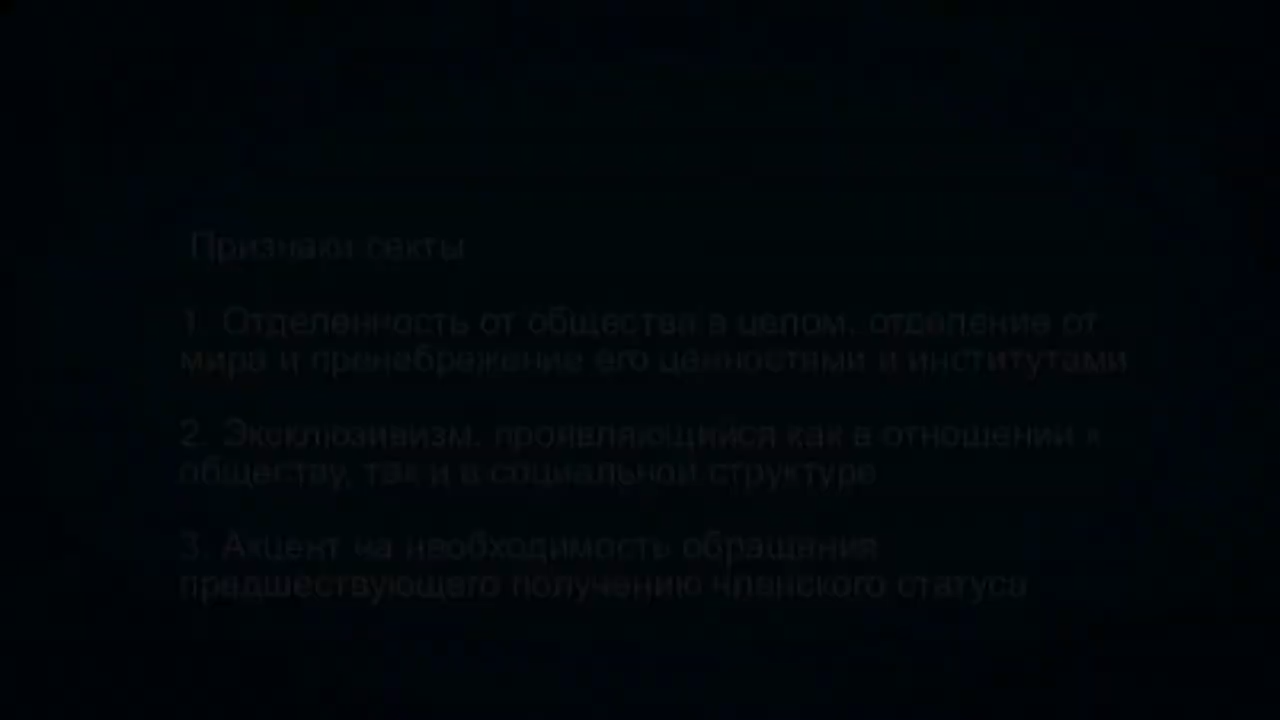 Признаки секты
1. Отделенность от общества в целом, отделение от
мира и пренебрежение его ценностями и институтами
2. Эксклюзивизм, проявляющийся как в отношении к
обществу, так и в социальной структуре
3. Акцент на необходимость обращения
предшествующего получению членского статуса